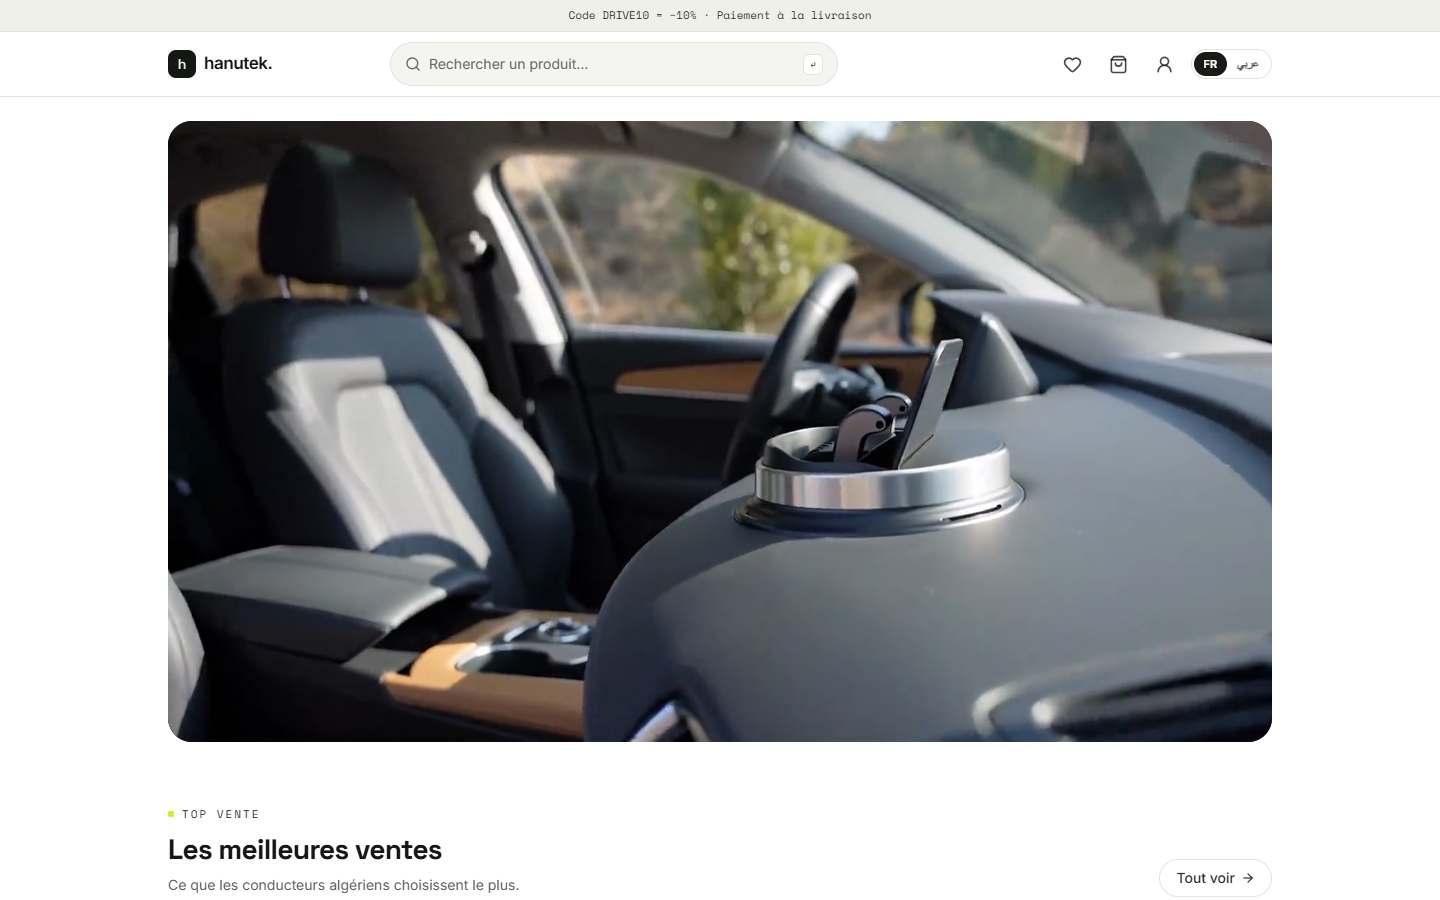 Code DRIVE10 = −10% · Paiement à la livraison
h hanutek.
Rechercher un produit...
FR
عربي
TOP VENTE
Les meilleures ventes
Ce que les conducteurs algériens choisissent le plus.
Tout voir →